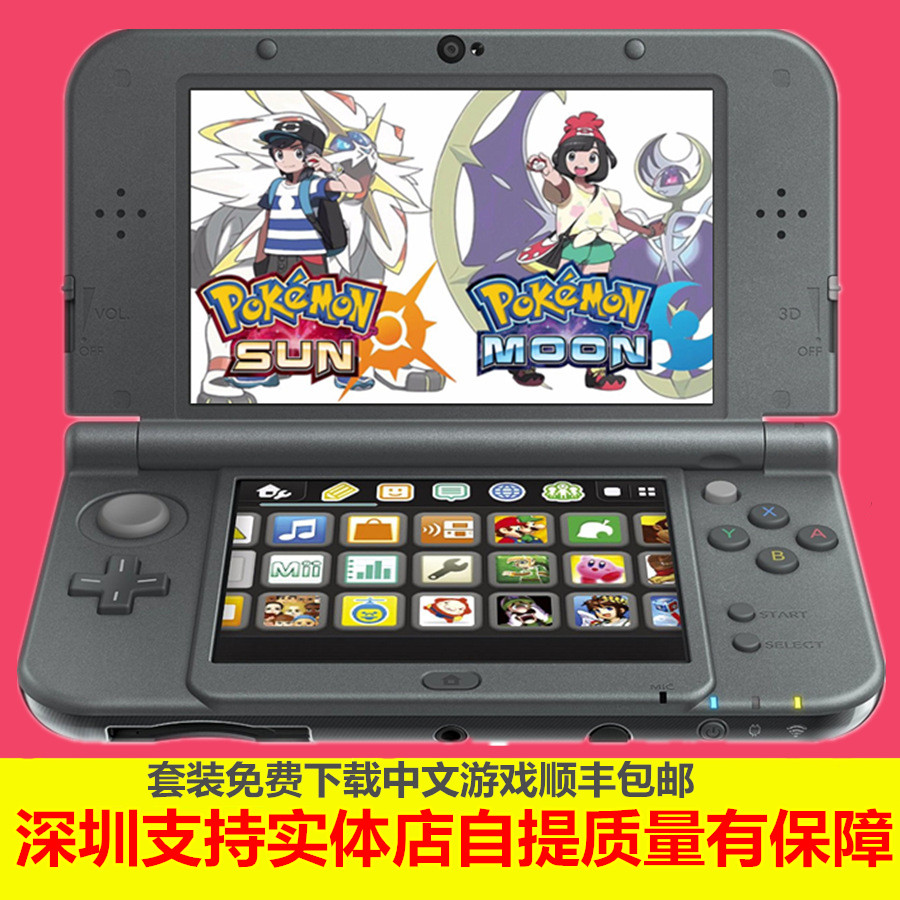 POKéMON
SUN
POKéMON
MOON
VOL.
OFF
3D
OFF
Mii
X
Y
A
B
START
SELECT
MIC
套装免费下载中文游戏顺丰包邮
深圳支持实体店自提质量有保障